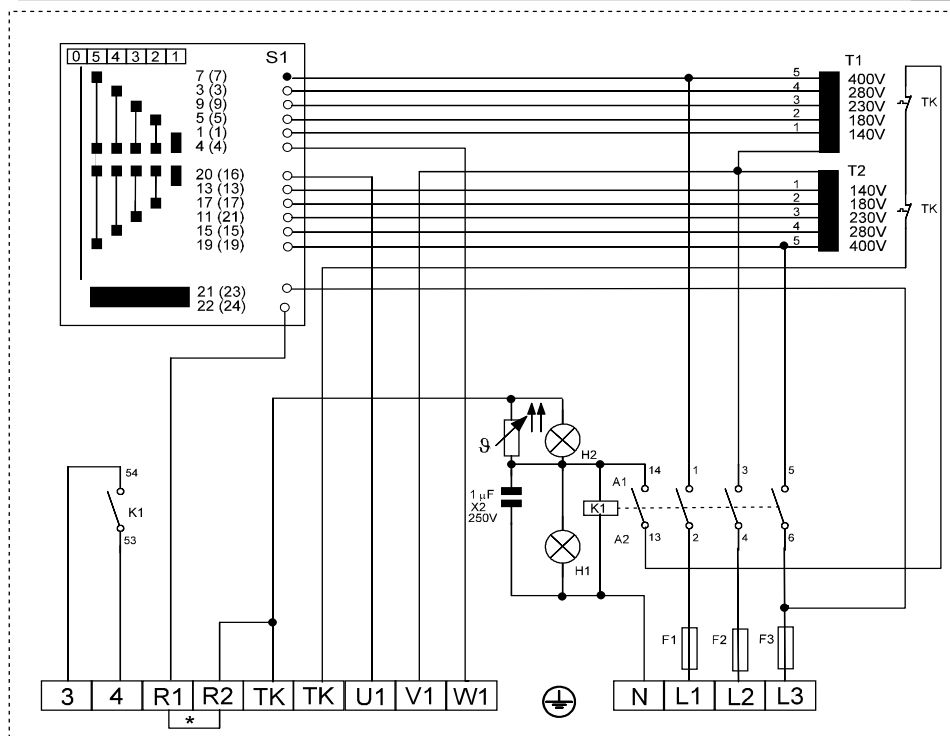 0 5 4 3 2 1
S1
7 (7)
3 (3)
9 (9)
5 (5)
1 (1)
4 (4)
20 (16)
13 (13)
17 (17)
11 (21)
15 (15)
19 (19)
21 (23)
22 (24)
T1
5 400V
4 280V
3 230V
2 180V
1 140V
TK
T2
1 140V
2 180V
3 230V
4 280V
5 400V
TK
54
K1
53
ϑ
H2
1 µF
X2
250V
K1
H1
A1
14
1
3
5
A2
13
2
4
6
F1
F2
F3
3 4 R1 R2 TK TK U1 V1 W1
N L1 L2 L3
*